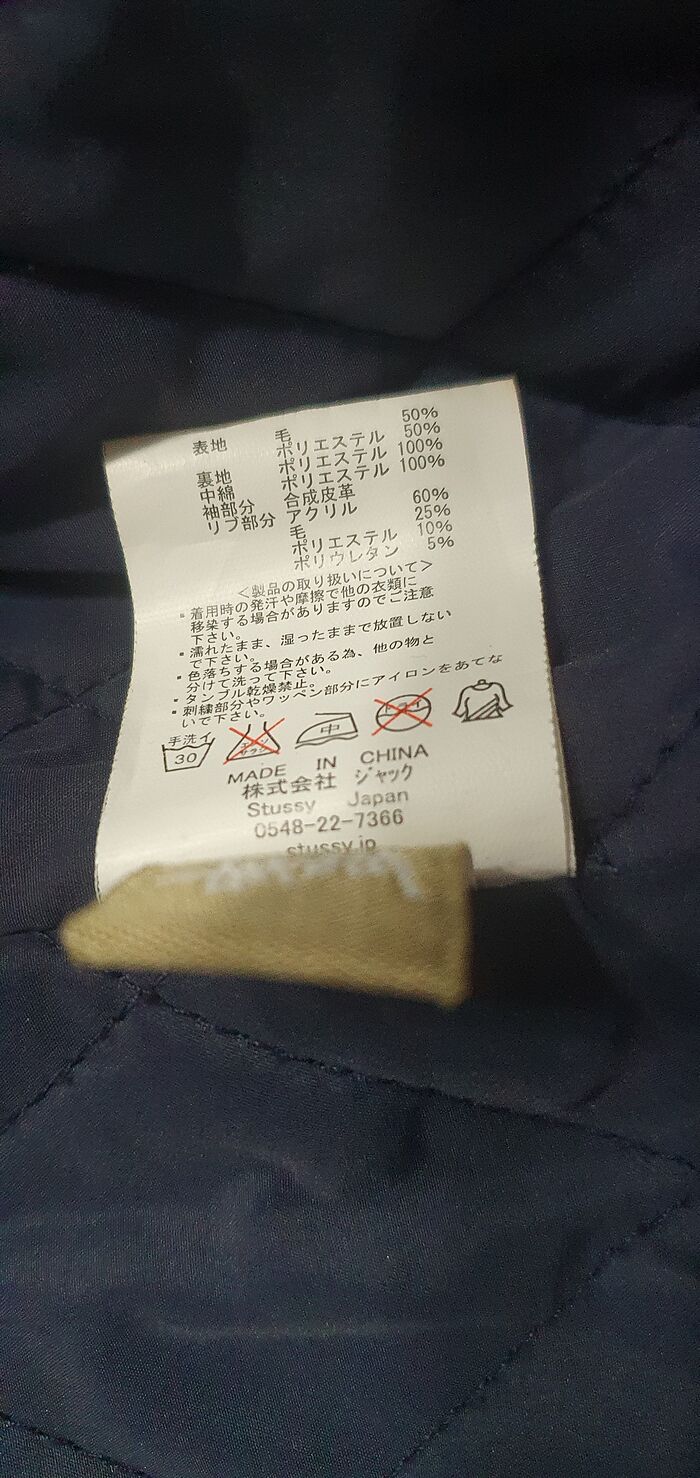 表地 毛 50%
ポリエステル 50%
裏地 ポリエステル 100%
中綿 ポリエステル 100%
袖部分 合成皮革
リブ部分 アクリル 60%
毛 25%
ポリエステル 10%
ポリウレタン 5%
<製品の取り扱いについて>
・着用時の発汗や摩擦で他の衣類に
移染する場合がありますのでご注意
下さい。
・濡れたまま、湿ったままで放置しない
で下さい。
・色落ちする場合がある為、他の物と
分けて洗って下さい。
・タンブル乾燥禁止。
・刺繍部分やワッペン部分にアイロンをあてな
いで下さい。
手洗イ 30 エンソ サラシ 中 ドライ
MADE IN CHINA
株式会社 ジャック
Stussy Japan
0548-22-7366
stussy.jp